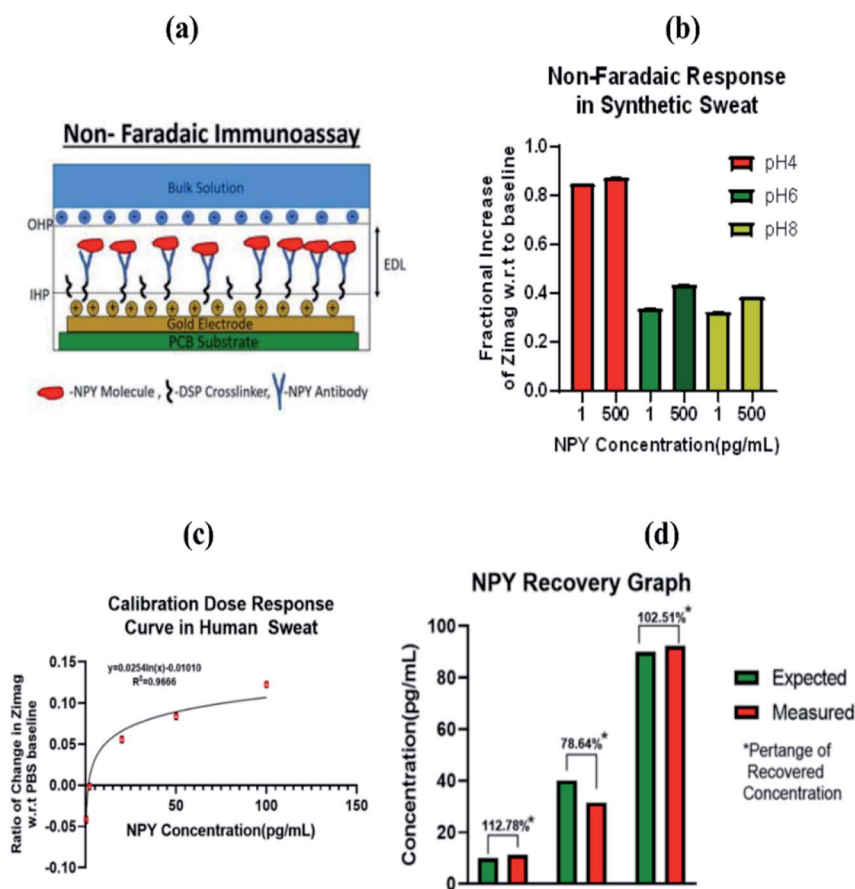 (a)
Non- Faradaic Immunoassay
Bulk Solution
OHP
EDL
IHP
Gold Electrode
PCB Substrate
-NPY Molecule , -DSP Crosslinker, -NPY Antibody
(b)
Non-Faradaic Response
in Synthetic Sweat
Fractional Increase
of Zimag w.r.t to baseline
1.0
0.8
0.6
0.4
0.2
0.0
pH4
pH6
pH8
1 500 1 500 1 500
NPY Concentration(pg/mL)
(c)
Calibration Dose Response
Curve in Human Sweat
y=0.0254ln(x)-0.01010
R²=0.9666
Ratio of Change in Zimag
w.r.t PBS baseline
0.15
0.10
0.05
0.00
-0.05
-0.10
50 100 150
NPY Concentration(pg/mL)
(d)
NPY Recovery Graph
Concentration(pg/mL)
100
80
60
40
20
0
112.78%*
78.64%*
102.51%*
Expected
Measured
*Pertange of
Recovered
Concentration